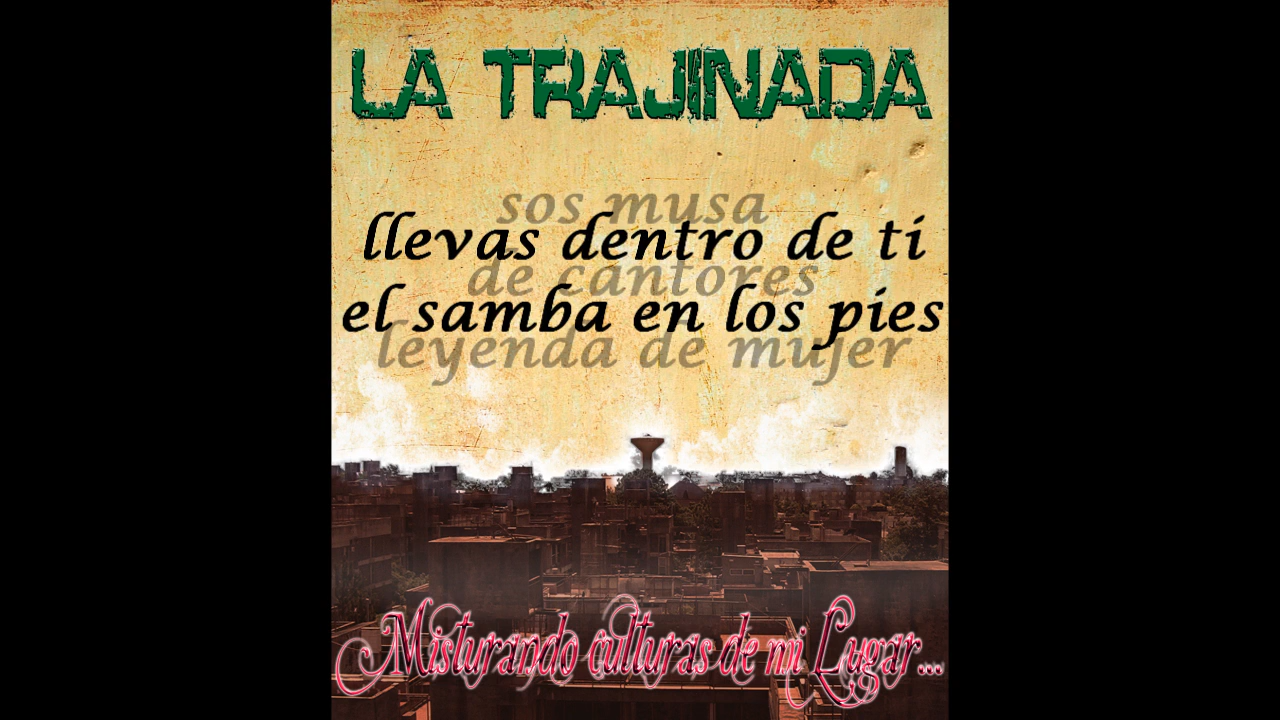 LA TRAJINADA
sos musa
llevas dentro de ti
de cantores
el samba en los pies
leyenda de mujer
Misturando culturas de mi Lugar...